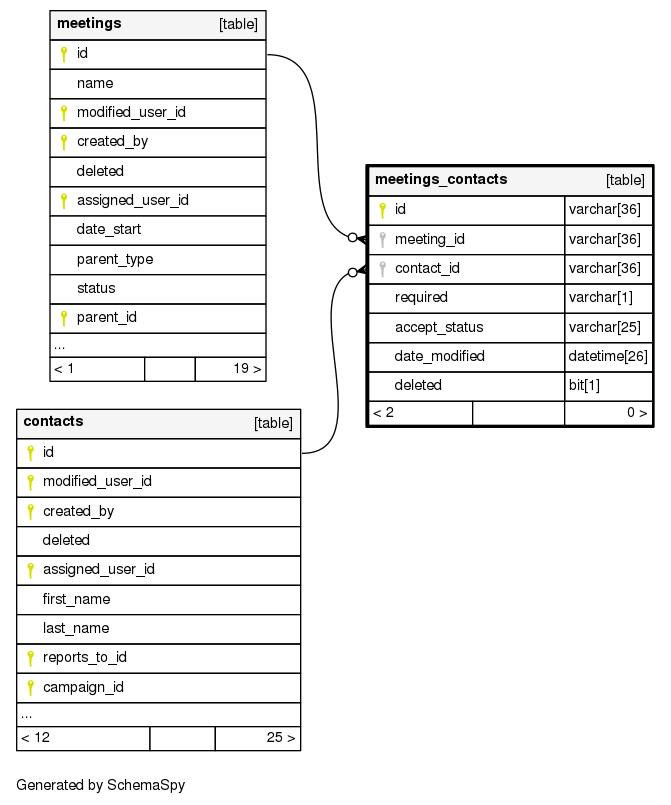 meetings [table]
id
name
modified_user_id
created_by
deleted
assigned_user_id
date_start
parent_type
status
parent_id
...
< 1 19 >
meetings_contacts [table]
id varchar[36]
meeting_id varchar[36]
contact_id varchar[36]
required varchar[1]
accept_status varchar[25]
date_modified datetime[26]
deleted bit[1]
< 2 0 >
contacts [table]
id
modified_user_id
created_by
deleted
assigned_user_id
first_name
last_name
reports_to_id
campaign_id
...
< 12 25 >
Generated by SchemaSpy